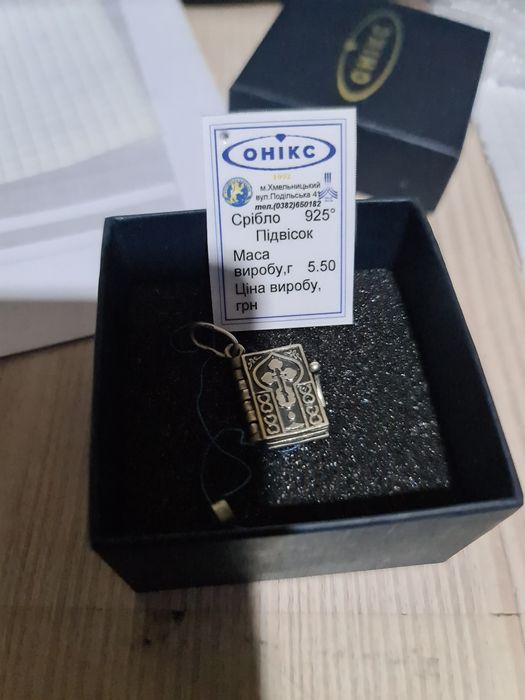 ОНІКС
ОНІКС
1992
м.Хмельницький
вул.Подільська 41
тел.(0382)650182
Срібло 925°
Підвісок
Маса
виробу,г 5.50
Ціна виробу,
грн